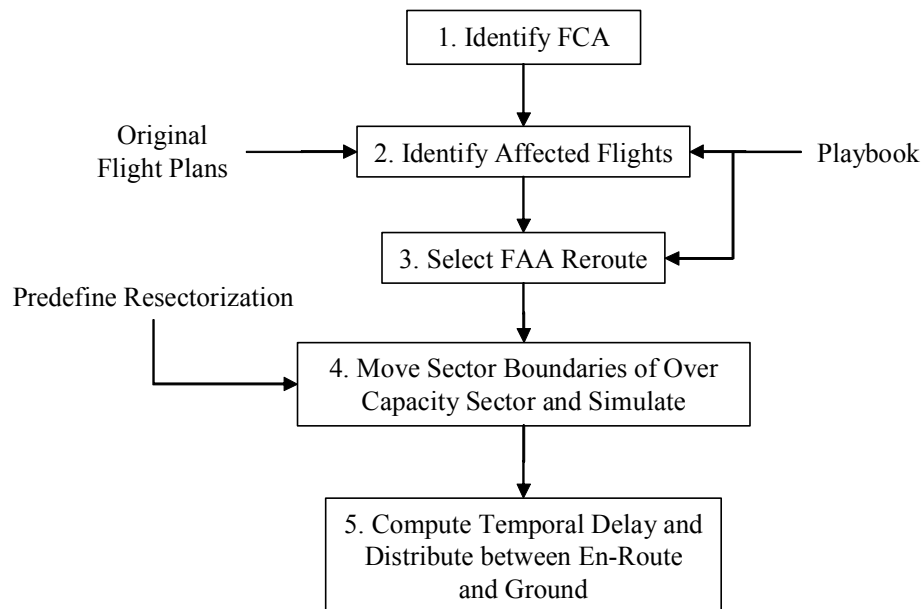 1. Identify FCA
Original
Flight Plans
2. Identify Affected Flights
Playbook
3. Select FAA Reroute
Predefine Resectorization
4. Move Sector Boundaries of Over
Capacity Sector and Simulate
5. Compute Temporal Delay and
Distribute between En-Route
and Ground